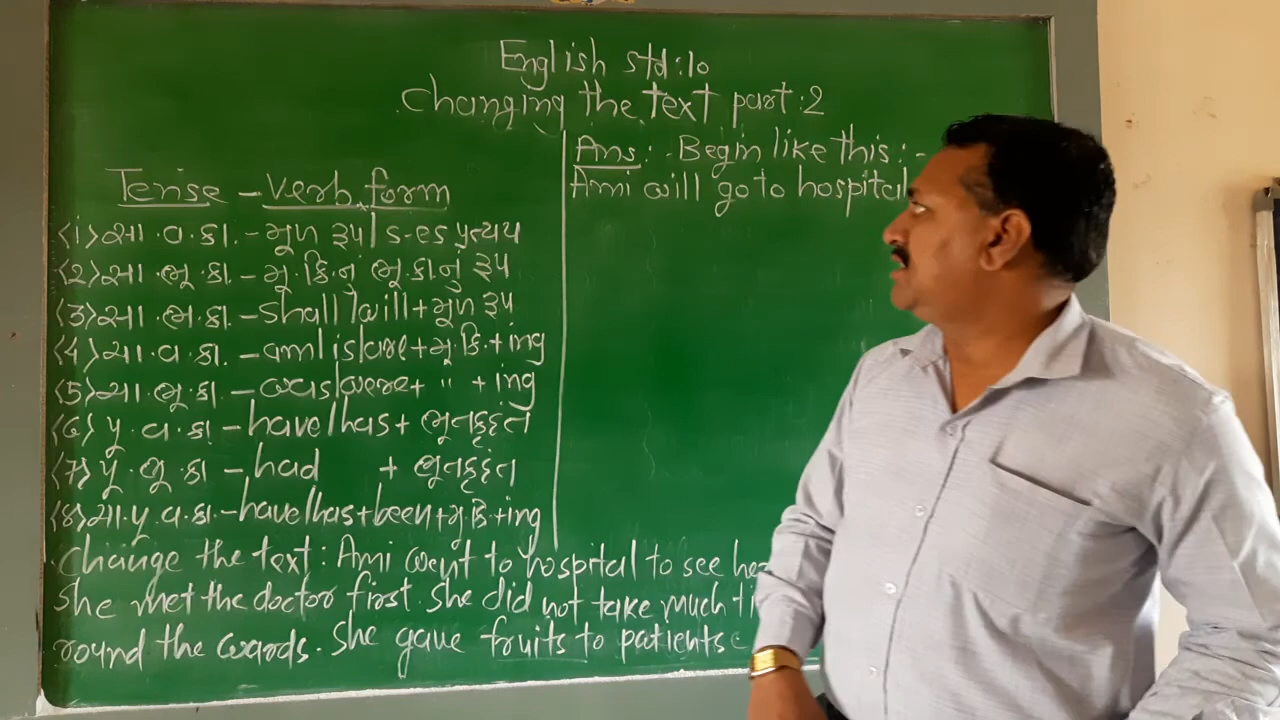 English std:10
Changing the text part:2
Tense - Verb form
<1> સા.વ.કા. - મૂળ રૂપ / s-es પ્રત્યય
<2> સા.ભૂ.કા - મૂ.ક્રિ.નું ભૂ.કા.નું રૂપ
<3> સા.ભ.કા. - shall/will + મૂળ રૂપ
<4> ચા.વ.કા. - am/is/are + મૂ.ક્રિ. + ing
<5> ચા.ભૂ.કા - was/were + " + ing
<6> પૂ.વ.કા - have/has + ભૂતકૃદંત
<7> પૂ.ભૂ.કા - had + ભૂતકૃદંત
<8> ચા.પૂ.વ.કા. - have/has + been + મૂ.ક્રિ + ing
Ans: Begin like this: -
Ami will go to hospital
Change the text: Ami went to hospital to see
She met the doctor first. She did not take much
round the wards. She gave fruits to patients